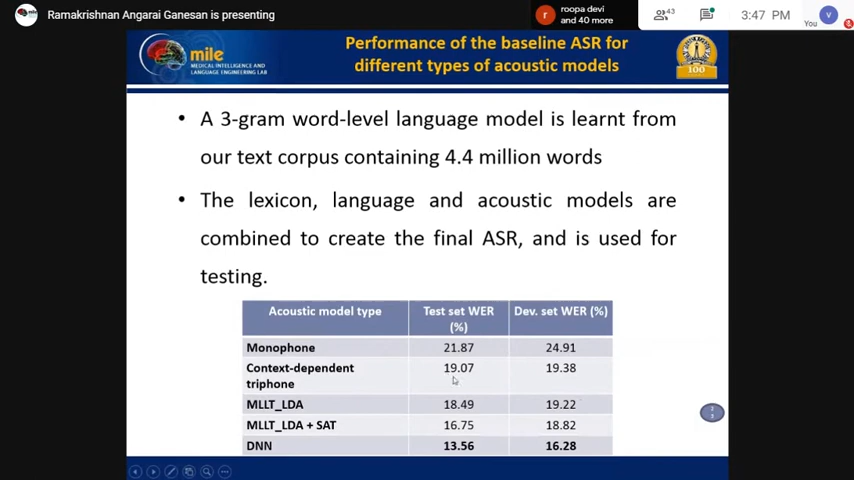 Ramakrishnan Angarai Ganesan is presenting
r roopa devi
and 40 more
43
3:47 PM
V
You
mile
MEDICAL INTELLIGENCE AND
LANGUAGE ENGINEERING LAB
Performance of the baseline ASR for
different types of acoustic models
100
• A 3-gram word-level language model is learnt from
our text corpus containing 4.4 million words
• The lexicon, language and acoustic models are
combined to create the final ASR, and is used for
testing.
Acoustic model type Test set WER (%) Dev. set WER (%)
Monophone 21.87 24.91
Context-dependent triphone 19.07 19.38
MLLT_LDA 18.49 19.22
MLLT_LDA + SAT 16.75 18.82
DNN 13.56 16.28